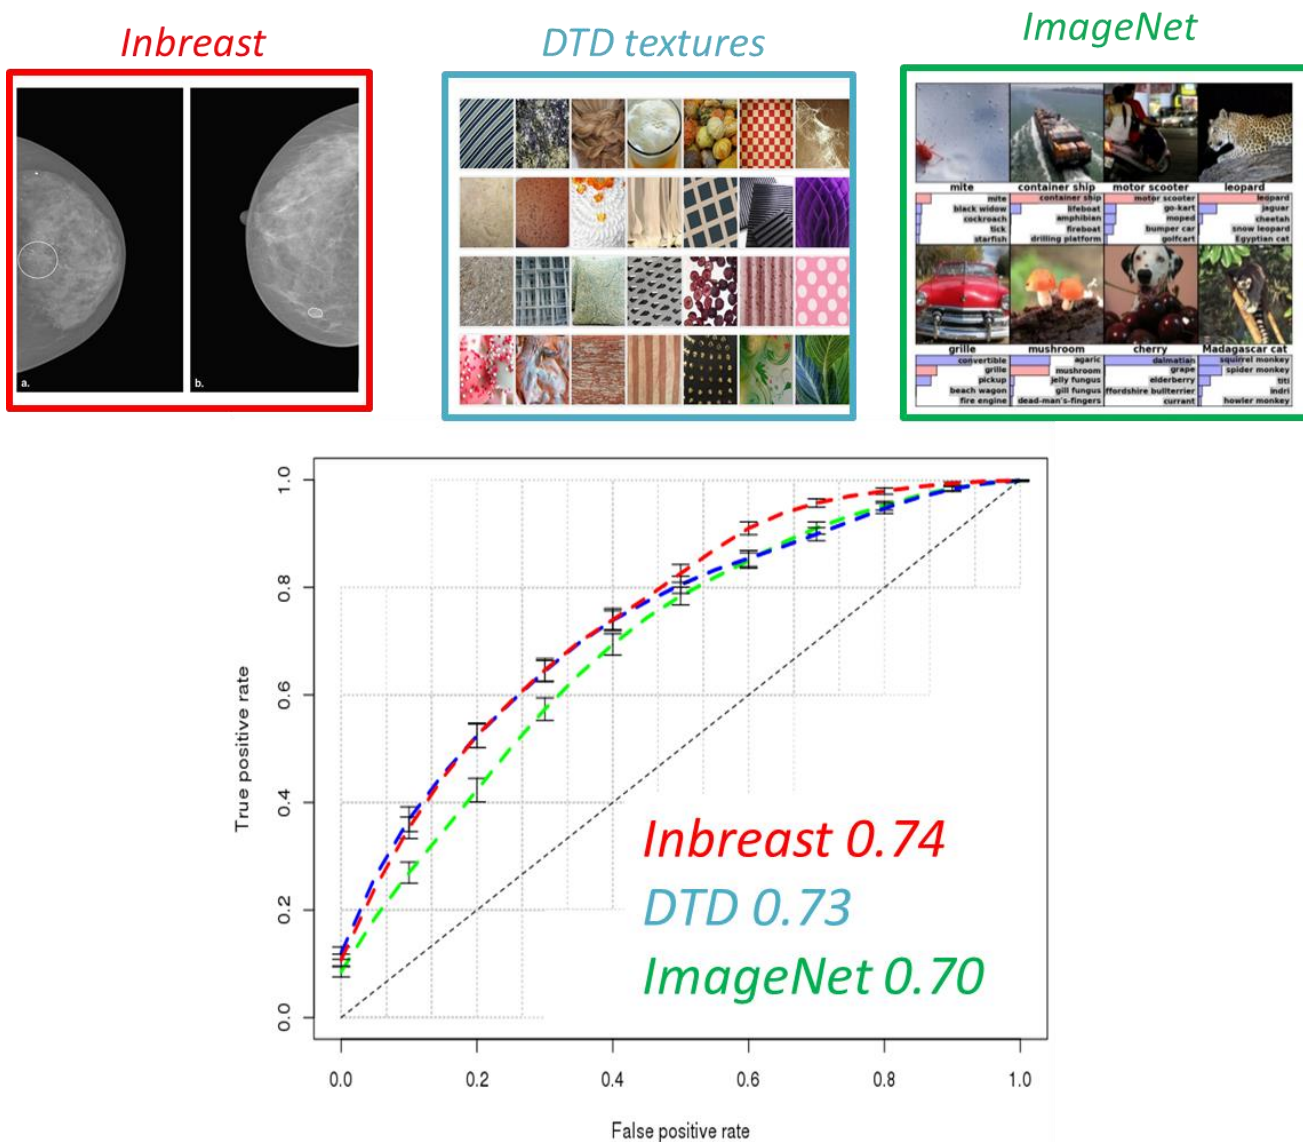 Inbreast
DTD textures
ImageNet
a.
b.
mite
container ship
motor scooter
leopard
mite
black widow
cockroach
tick
starfish
container ship
lifeboat
amphibian
fireboat
drilling platform
motor scooter
go-kart
moped
bumper car
golfcart
leopard
jaguar
cheetah
snow leopard
Egyptian cat
grille
mushroom
cherry
Madagascar cat
convertible
grille
pickup
beach wagon
fire engine
agaric
mushroom
jelly fungus
gill fungus
dead-man's-fingers
dalmatian
grape
elderberry
ffordshire bullterrier
currant
squirrel monkey
spider monkey
titi
indri
howler monkey
True positive rate
1.0
0.8
0.6
0.4
0.2
0.0
Inbreast 0.74
DTD 0.73
ImageNet 0.70
0.0
0.2
0.4
0.6
0.8
1.0
False positive rate